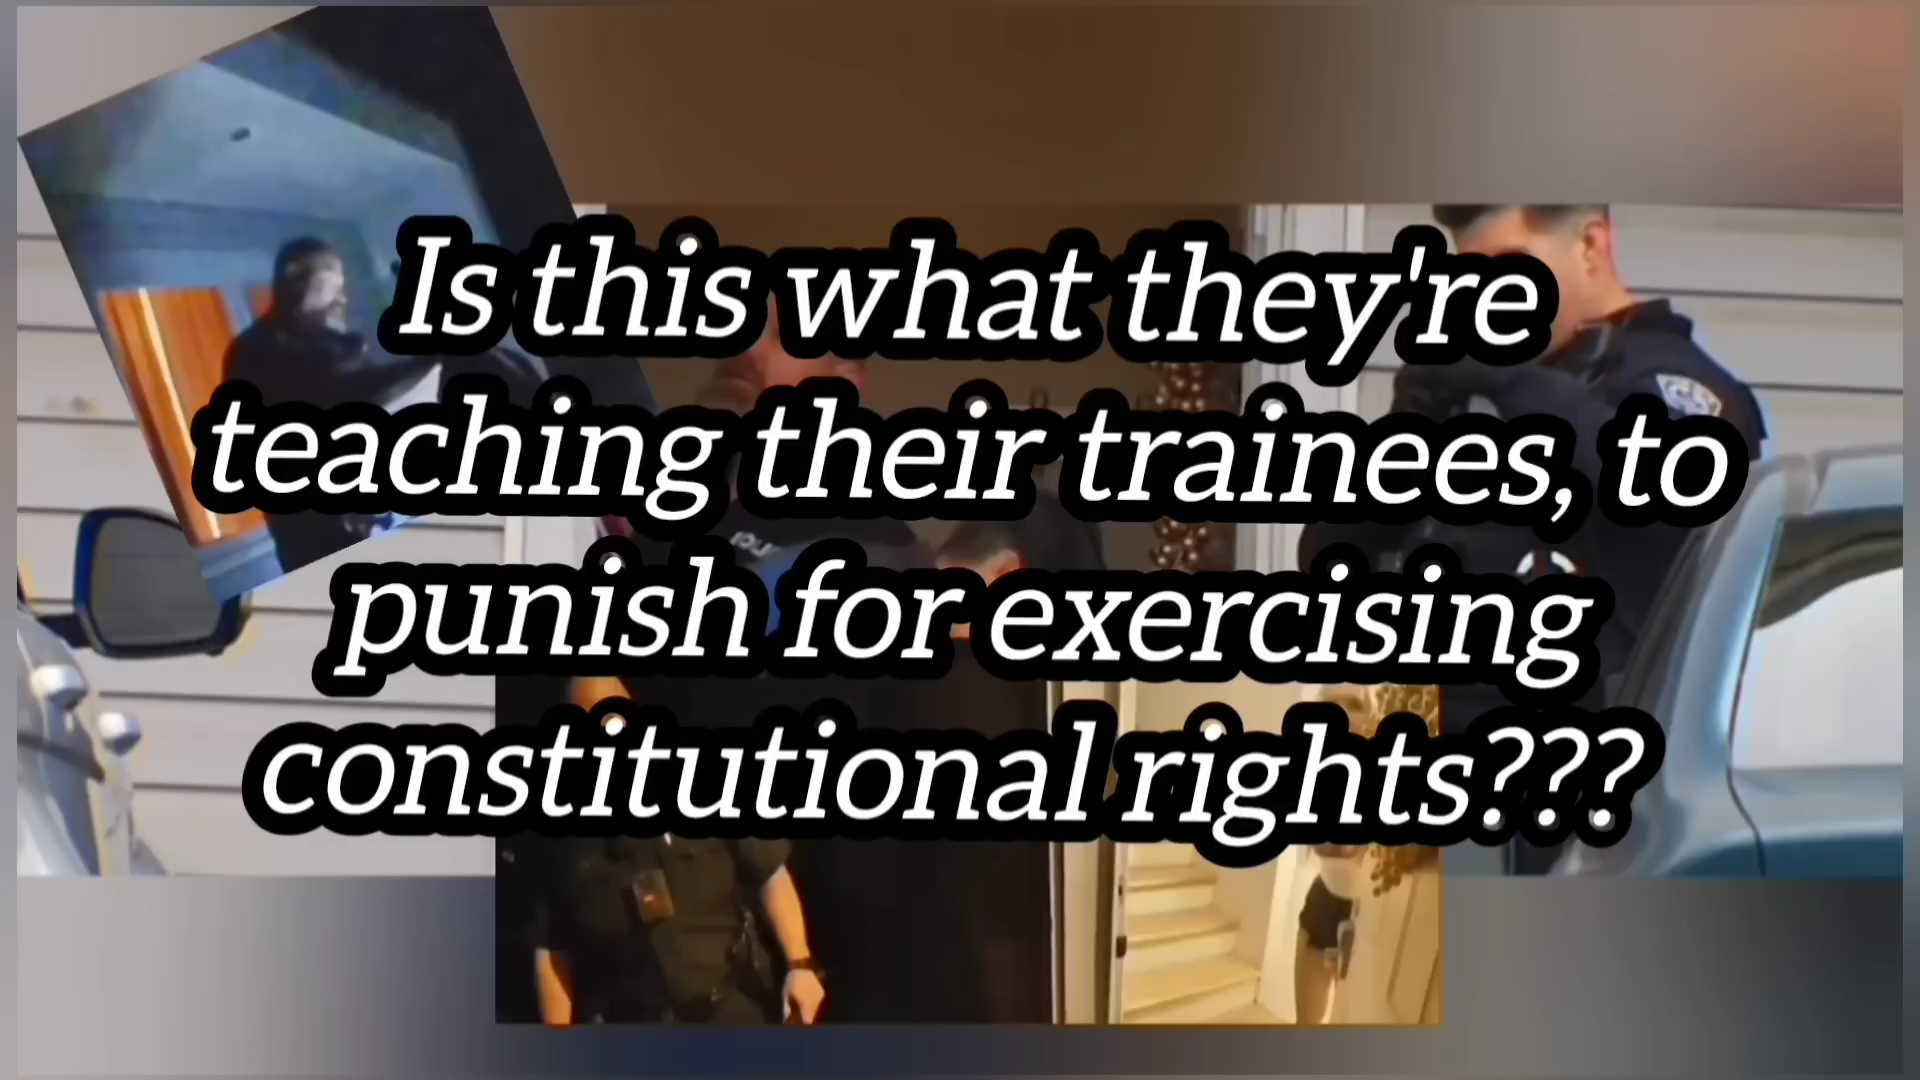 Is this what they're
teaching their trainees, to
punish for exercising
constitutional rights???